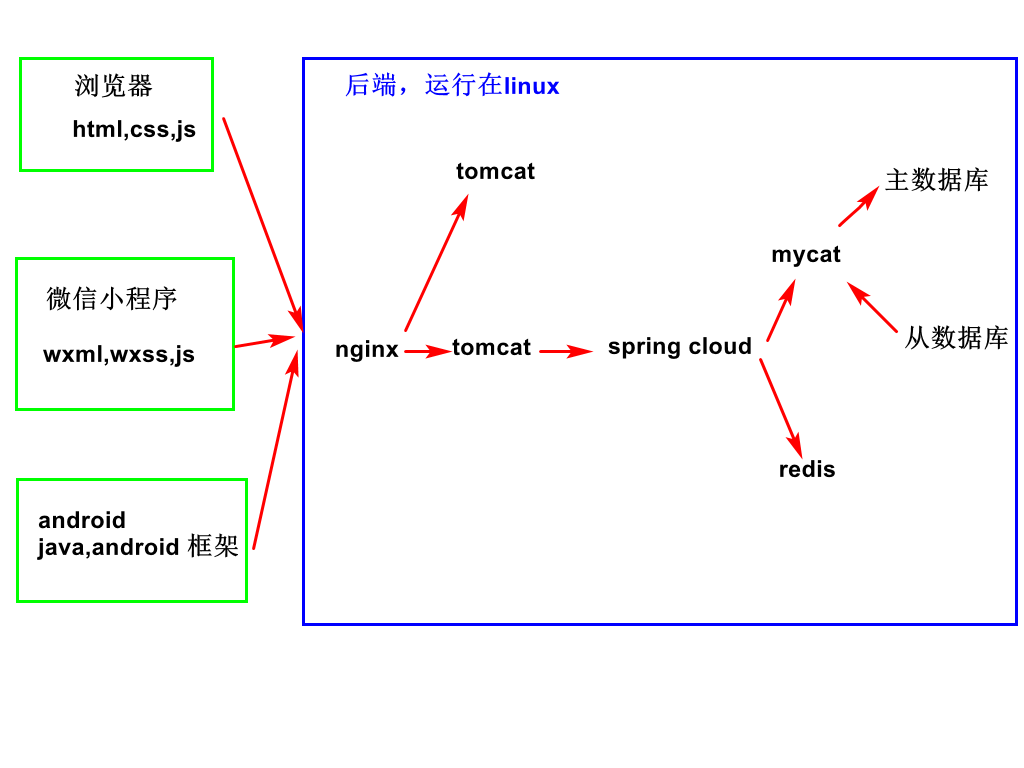 浏览器
html,css,js
微信小程序
wxml,wxss,js
android
java,android 框架
后端，运行在linux
tomcat
nginx
tomcat
spring cloud
mycat
主数据库
从数据库
redis